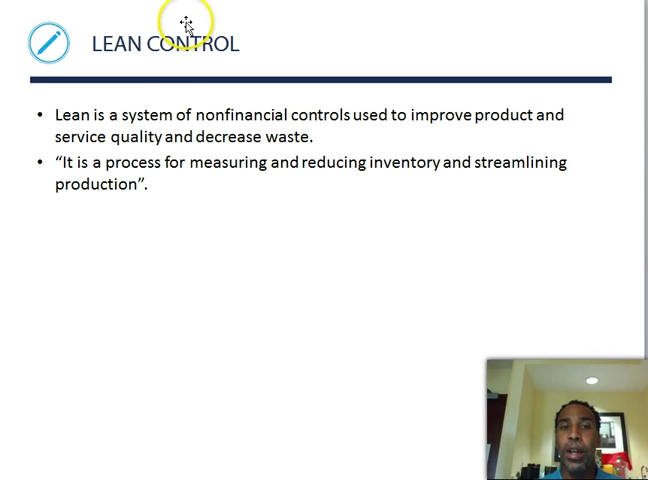 LEAN CONTROL
• Lean is a system of nonfinancial controls used to improve product and
service quality and decrease waste.
• “It is a process for measuring and reducing inventory and streamlining
production”.